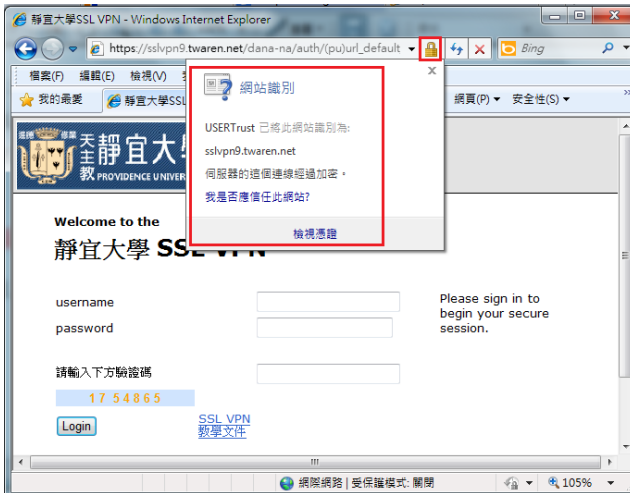 靜宜大學SSL VPN - Windows Internet Explorer
https://sslvpn9.twaren.net/dana-na/auth/(pu)url_default
Bing
檔案(F) 編輯(E) 檢視(V)
我的最愛 靜宜大學SSL 網頁(P) 安全性(S) »
網站識別
USERTrust 已將此網站識別為:
sslvpn9.twaren.net
伺服器的這個連線經過加密。
我是否應信任此網站?
檢視憑證
天主教 靜宜大
PROVIDENCE UNIVER
Welcome to the
靜宜大學 SSL VPN
username
password
Please sign in to
begin your secure
session.
請輸入下方驗證碼
17 54865
Login
SSL VPN
教學文件
網際網路 | 受保護模式: 關閉 105%